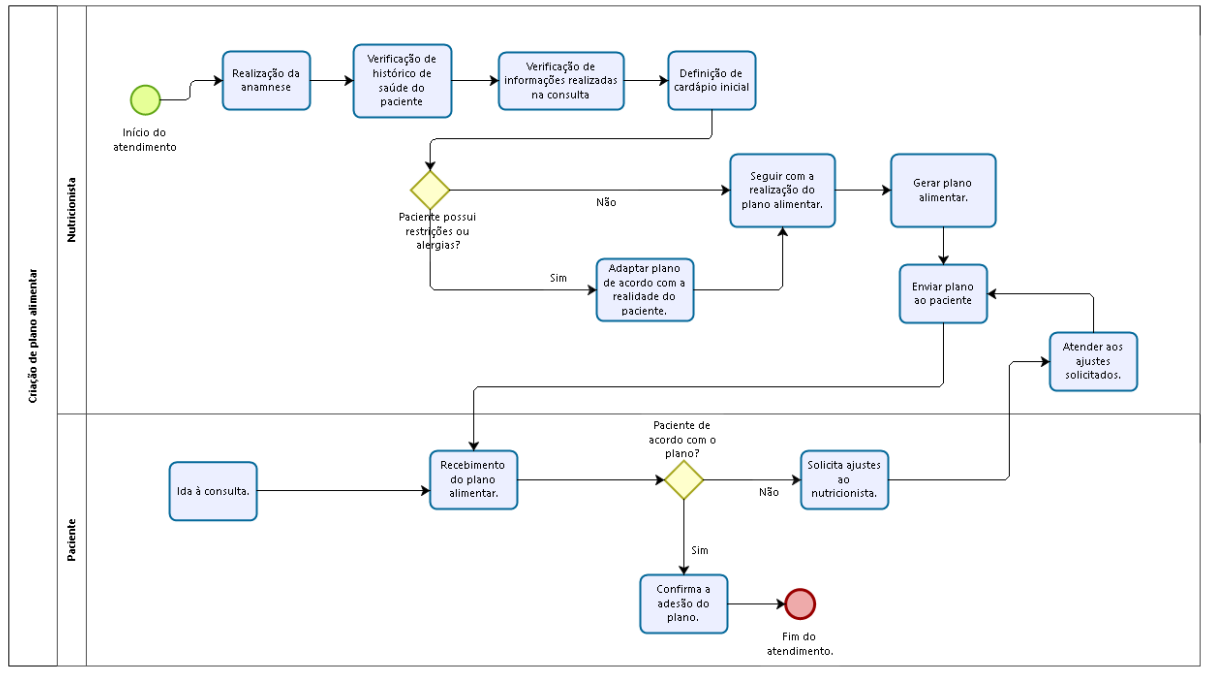 Criação de plano alimentar
Nutricionista
Início do
atendimento
Realização da
anamnese
Verificação de
histórico de
saúde do
paciente
Verificação de
informações realizadas
na consulta
Definição de
cardápio inicial
Paciente possui
restrições ou
alergias?
Não
Sim
Adaptar plano
de acordo com a
realidade do
paciente.
Seguir com a
realização do
plano alimentar.
Gerar plano
alimentar.
Enviar plano
ao paciente
Atender aos
ajustes
solicitados.
Paciente
Ida à consulta.
Recebimento
do plano
alimentar.
Paciente de
acordo com o
plano?
Não
Solicita ajustes
ao
nutricionista.
Sim
Confirma a
adesão do
plano.
Fim do
atendimento.